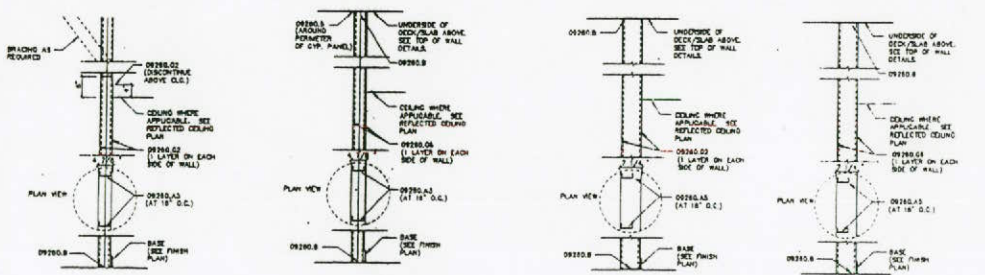 BRACING AS
REQUIRED
09260.G2
(DISCONTINUE
ABOVE CLG.)
CEILING WHERE
APPLICABLE. SEE
REFLECTED CEILING
PLAN
09260.G2
(1 LAYER ON EACH
SIDE OF WALL)
PLAN VIEW
09260.A3
(AT 16" O.C.)
09260.B
BASE
(SEE FINISH
PLAN)
09260.S
(AROUND
PERIMETER
OF GYP. PANEL)
UNDERSIDE OF
DECK/SLAB ABOVE.
SEE TOP OF WALL
DETAILS.
09260.B
CEILING WHERE
APPLICABLE. SEE
REFLECTED CEILING
PLAN
(1 LAYER ON EACH
SIDE OF WALL)
PLAN VIEW
09260.A3
(AT 16" O.C.)
09260.B
BASE
(SEE FINISH
PLAN)
09260.B
UNDERSIDE OF
DECK/SLAB ABOVE.
SEE TOP OF WALL
DETAILS.
CEILING WHERE
APPLICABLE. SEE
REFLECTED CEILING
PLAN
(1 LAYER ON EACH
SIDE OF WALL)
PLAN VIEW
09260.A5
(AT 16" O.C.)
09260.B
BASE
(SEE FINISH
PLAN)
UNDERSIDE OF
DECK/SLAB ABOVE.
SEE TOP OF WALL
DETAILS.
09260.B
CEILING WHERE
APPLICABLE. SEE
REFLECTED CEILING
PLAN
(1 LAYER ON EACH
SIDE OF WALL)
PLAN VIEW
09260.A5
(AT 16" O.C.)
09260.B
BASE
(SEE FINISH
PLAN)